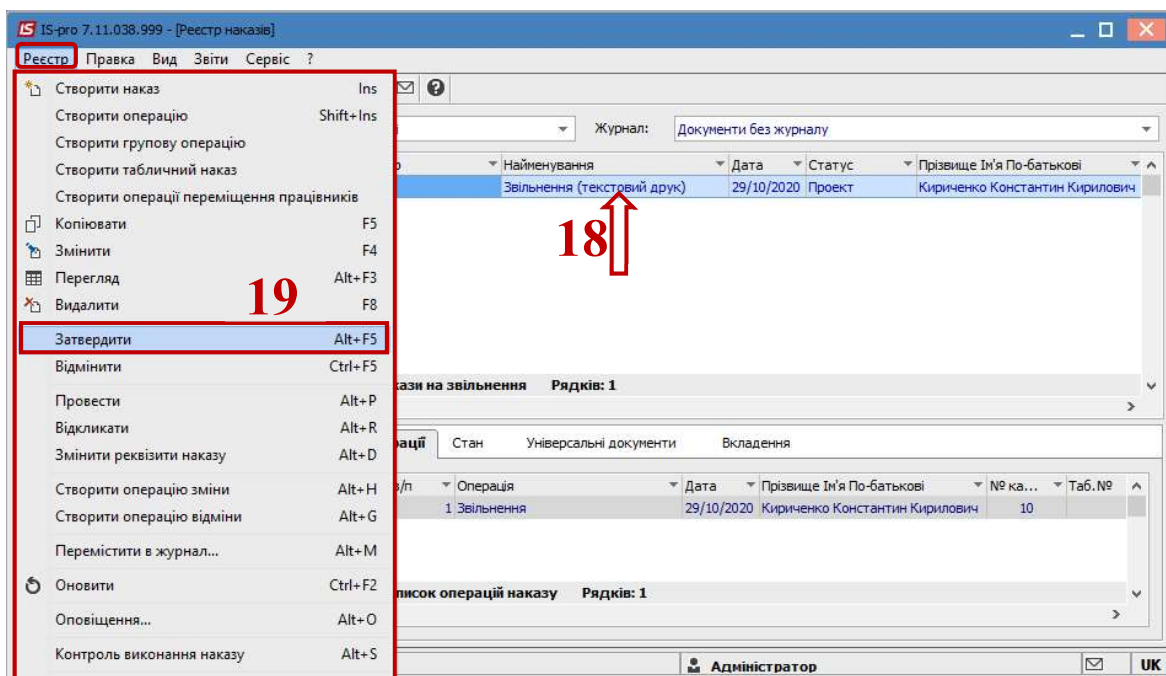 IS-pro 7.11.038.999 - [Реєстр наказів]
Реєстр Правка Вид Звіти Сервіс ?
Створити наказ Ins
Створити операцію Shift+Ins
Створити групову операцію
Створити табличний наказ
Створити операції переміщення працівників
Копіювати F5
Змінити F4
Перегляд Alt+F3
Видалити F8
Затвердити Alt+F5
Відмінити Ctrl+F5
Провести Alt+P
Відкликати Alt+R
Змінити реквізити наказу Alt+D
Створити операцію зміни Alt+H
Створити операцію відміни Alt+G
Перемістити в журнал... Alt+M
Оновити Ctrl+F2
Оповіщення... Alt+O
Контроль виконання наказу Alt+S
19
Журнал: Документи без журналу
Найменування Дата Статус Прізвище Ім'я По-батькові
Звільнення (текстовий друк) 29/10/2020 Проект Кириченко Константин Кирилович
18
кази на звільнення Рядків: 1
рації Стан Універсальні документи Вкладення
з/п Операція Дата Прізвище Ім'я По-батькові № ка... Таб.№
1 Звільнення 29/10/2020 Кириченко Константин Кирилович 10
писок операцій наказу Рядків: 1
Адміністратор UK